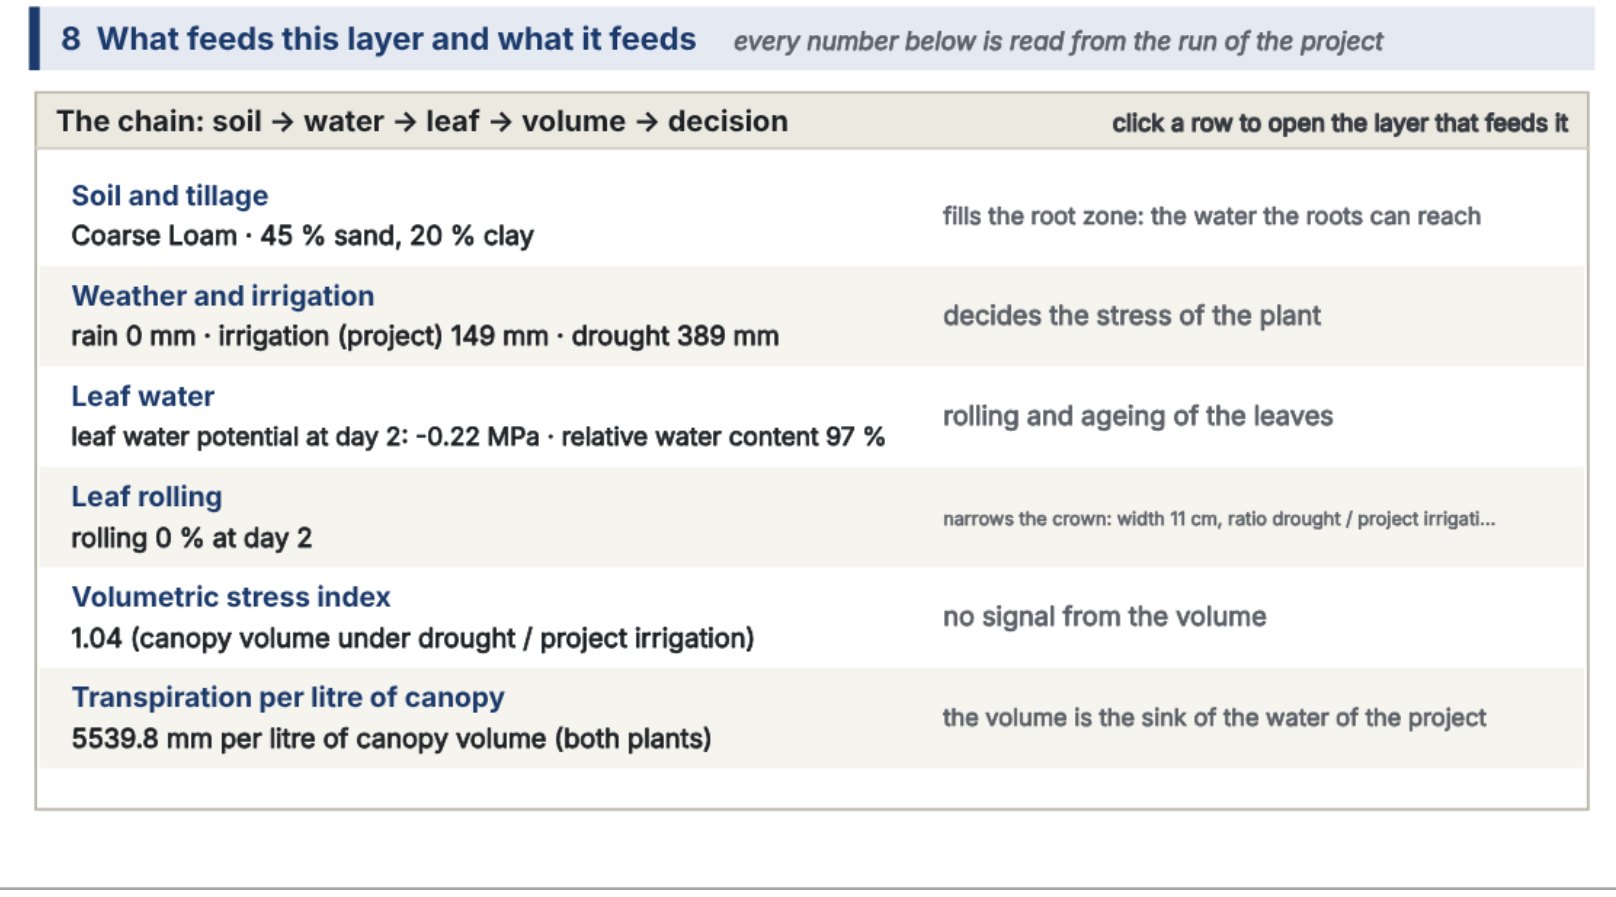 8 What feeds this layer and what it feeds every number below is read from the run of the project
The chain: soil → water → leaf → volume → decision click a row to open the layer that feeds it
Soil and tillage
Coarse Loam · 45 % sand, 20 % clay
fills the root zone: the water the roots can reach
Weather and irrigation
rain 0 mm · irrigation (project) 149 mm · drought 389 mm
decides the stress of the plant
Leaf water
leaf water potential at day 2: -0.22 MPa · relative water content 97 %
rolling and ageing of the leaves
Leaf rolling
rolling 0 % at day 2
narrows the crown: width 11 cm, ratio drought / project irrigati...
Volumetric stress index
1.04 (canopy volume under drought / project irrigation)
no signal from the volume
Transpiration per litre of canopy
5539.8 mm per litre of canopy volume (both plants)
the volume is the sink of the water of the project